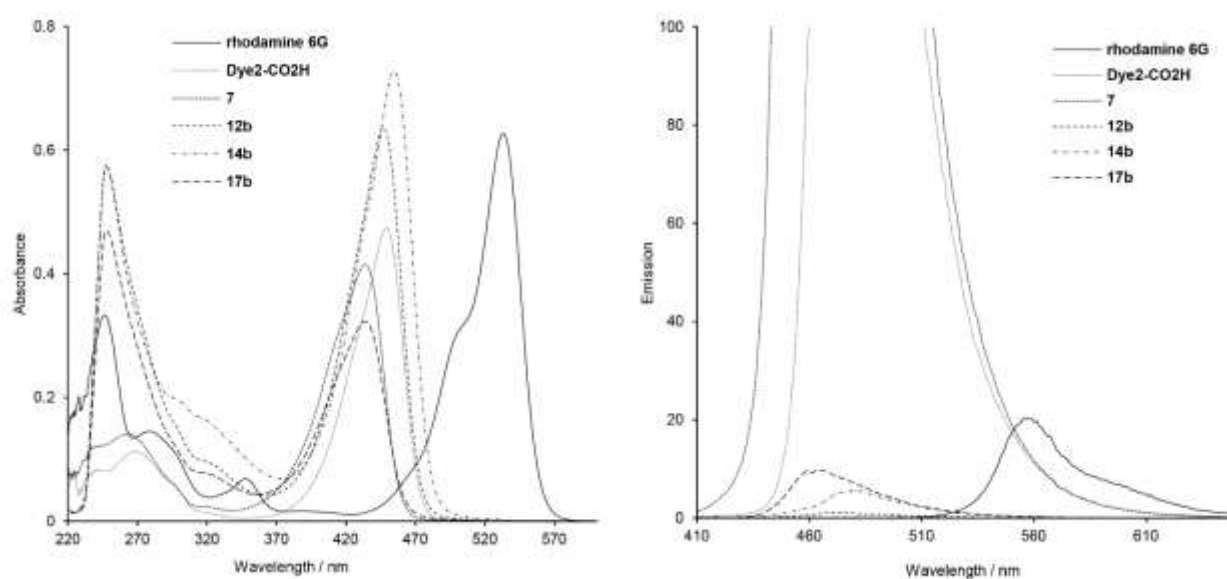 0.8
0.6
0.4
0.2
0
Absorbance
rhodamine 6G
Dye2-CO2H
7
12b
14b
17b
220 270 320 370 420 470 520 570
Wavelength / nm
100
80
60
40
20
0
Emission
rhodamine 6G
Dye2-CO2H
7
12b
14b
17b
410 460 510 560 610
Wavelength / nm